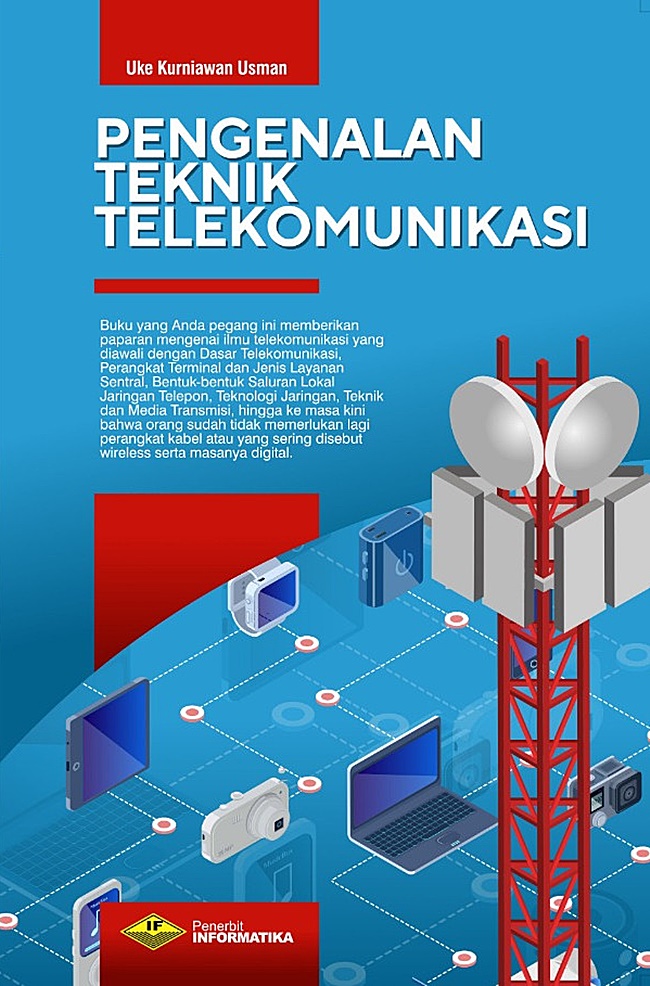 Uke Kurniawan Usman
PENGENALAN
TEKNIK
TELEKOMUNIKASI
Buku yang Anda pegang ini memberikan
paparan mengenai ilmu telekomunikasi yang
diawali dengan Dasar Telekomunikasi,
Perangkat Terminal dan Jenis Layanan
Sentral, Bentuk-bentuk Saluran Lokal
Jaringan Telepon, Teknologi Jaringan, Teknik
dan Media Transmisi, hingga ke masa kini
bahwa orang sudah tidak memerlukan lagi
perangkat kabel atau yang sering disebut
wireless serta masanya digital.
IF
Penerbit
INFORMATIKA